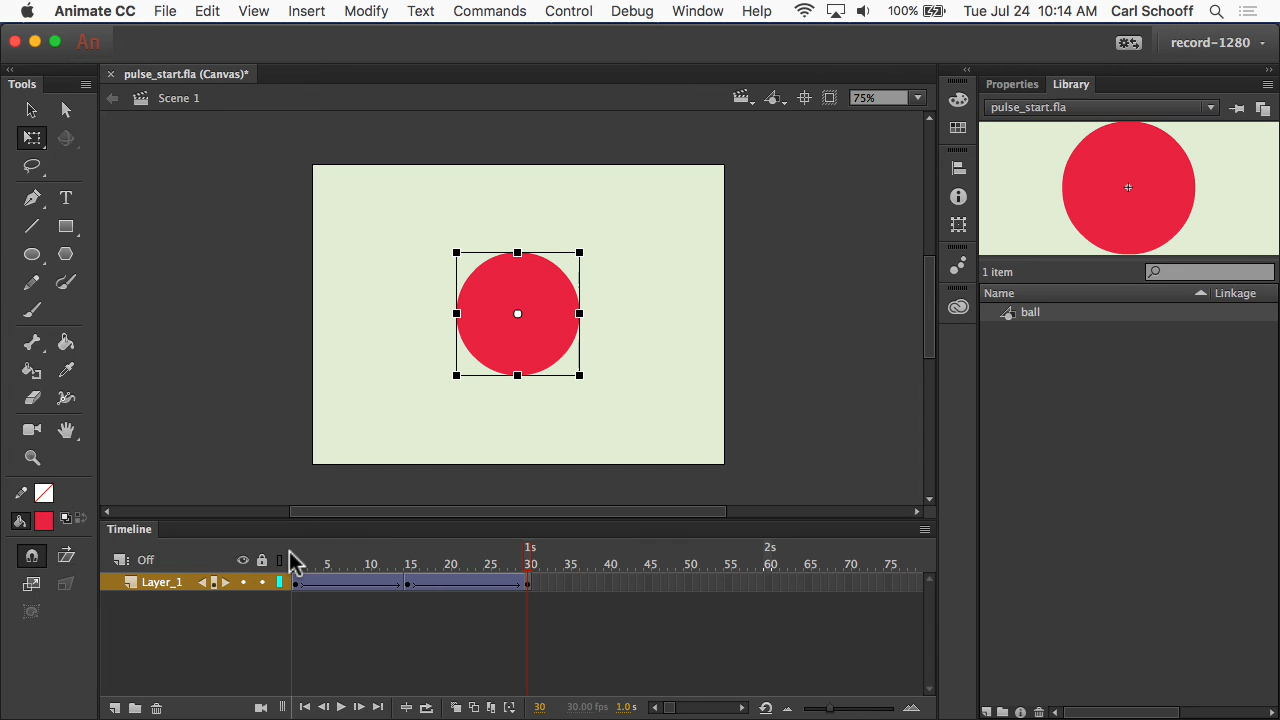 Animate CC File Edit View Insert Modify Text Commands Control Debug Window Help 100% Tue Jul 24 10:14 AM Carl Schooff
An record-1280
Tools pulse_start.fla (Canvas)* Properties Library
Scene 1 75% pulse_start.fla
1 item
Name Linkage
ball
Timeline
1s 2s
Off 5 10 15 20 25 30 35 40 45 50 55 60 65 70 75
Layer_1
30 30.00 fps 1.0 s